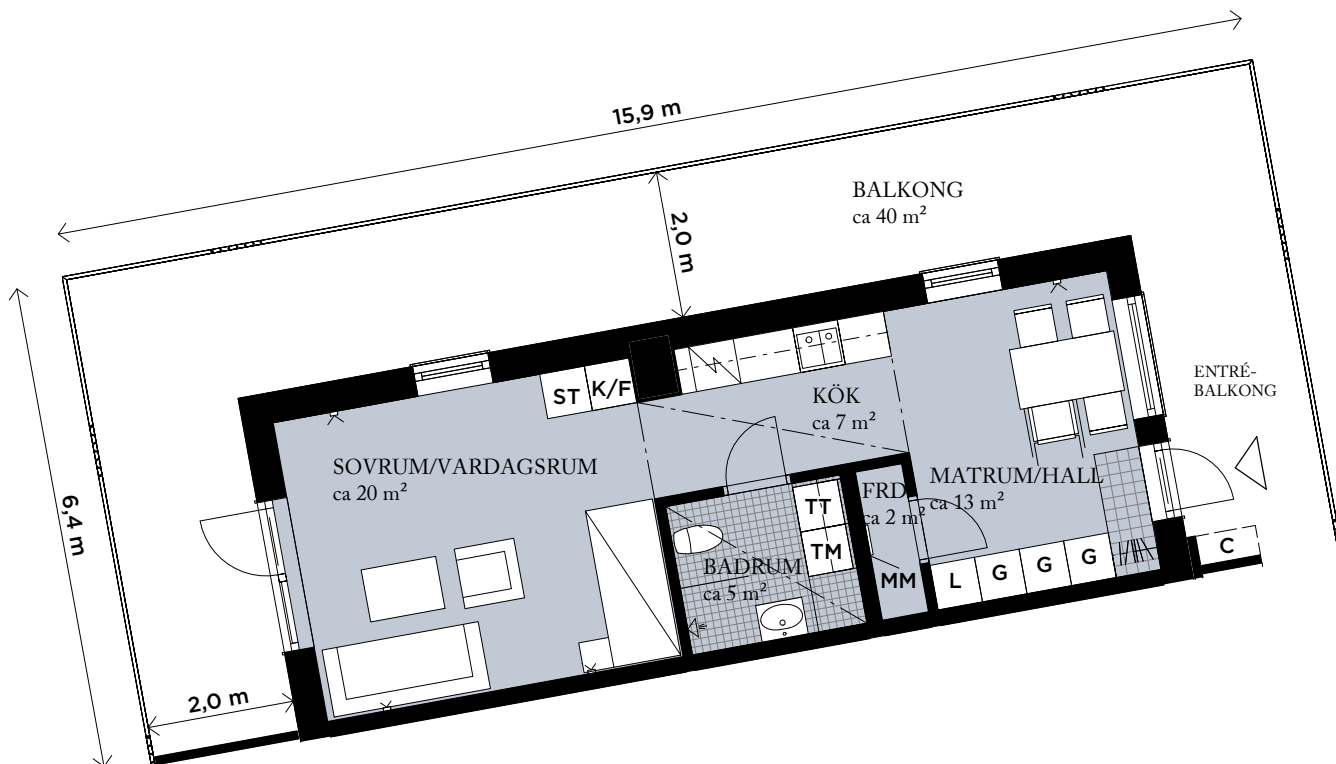 15,9 m
BALKONG
ca 40 m²
2,0 m
ENTRÉ-
BALKONG
ST
K/F
KÖK
ca 7 m²
SOVRUM/VARDAGSRUM
ca 20 m²
MATRUM/HALL
ca 13 m²
FRD
ca 2 m²
TT
TM
6,4 m
BADRUM
ca 5 m²
MM
L
G
G
G
C
2,0 m